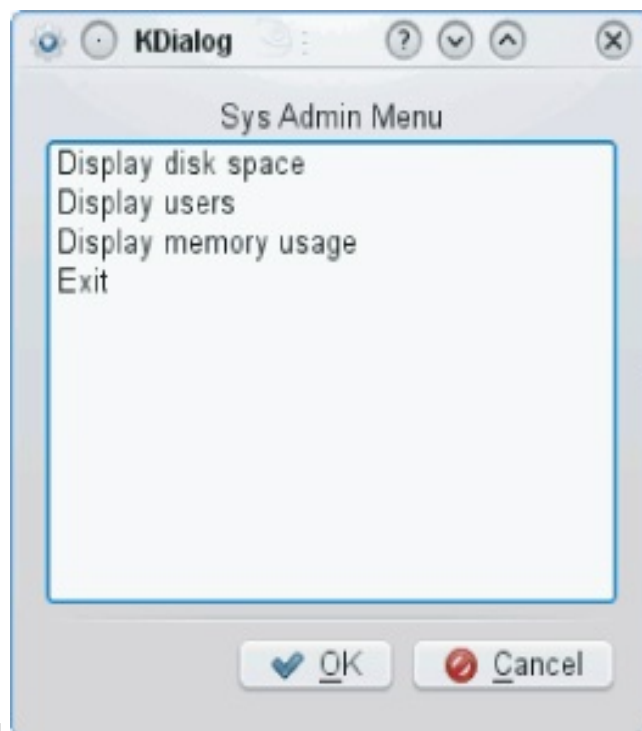 KDialog
Sys Admin Menu
Display disk space
Display users
Display memory usage
Exit
OK
Cancel